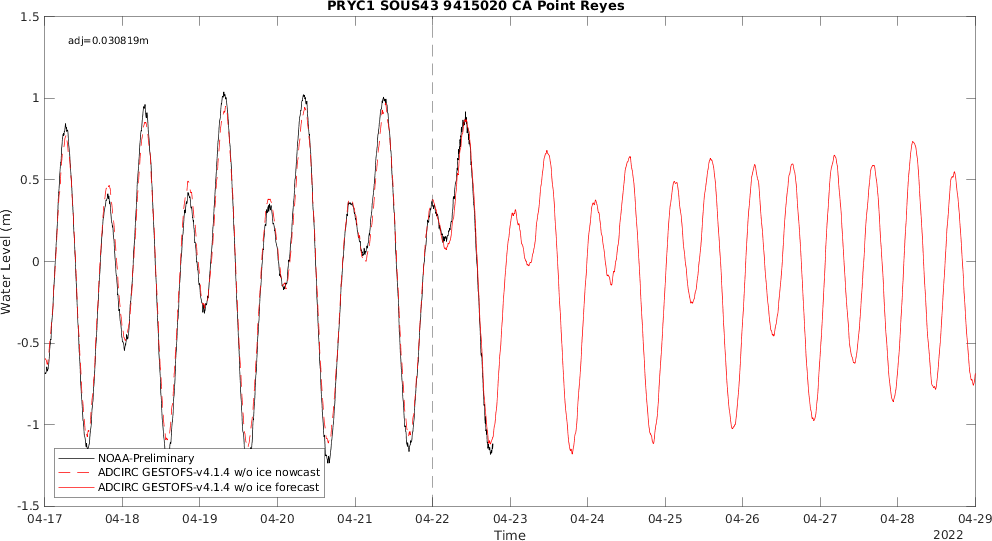 PRYC1 SOUS43 9415020 CA Point Reyes
adj=0.030819m
1.5
1
0.5
0
-0.5
-1
-1.5
Water Level (m)
NOAA-Preliminary
ADCIRC GESTOFS-v4.1.4 w/o ice nowcast
ADCIRC GESTOFS-v4.1.4 w/o ice forecast
04-17 04-18 04-19 04-20 04-21 04-22 04-23 04-24 04-25 04-26 04-27 04-28 04-29
Time
2022